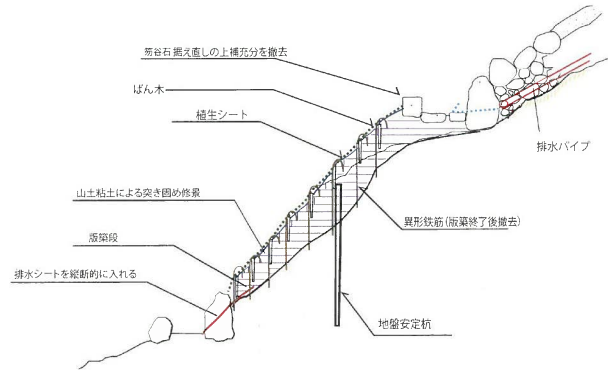 笏谷石 据え直しの上補充分を撤去
ばん木
植生シート
山土粘土による突き固め修景
版築段
排水シートを縦断的に入れる
排水パイプ
異形鉄筋(版築終了後撤去)
地盤安定杭